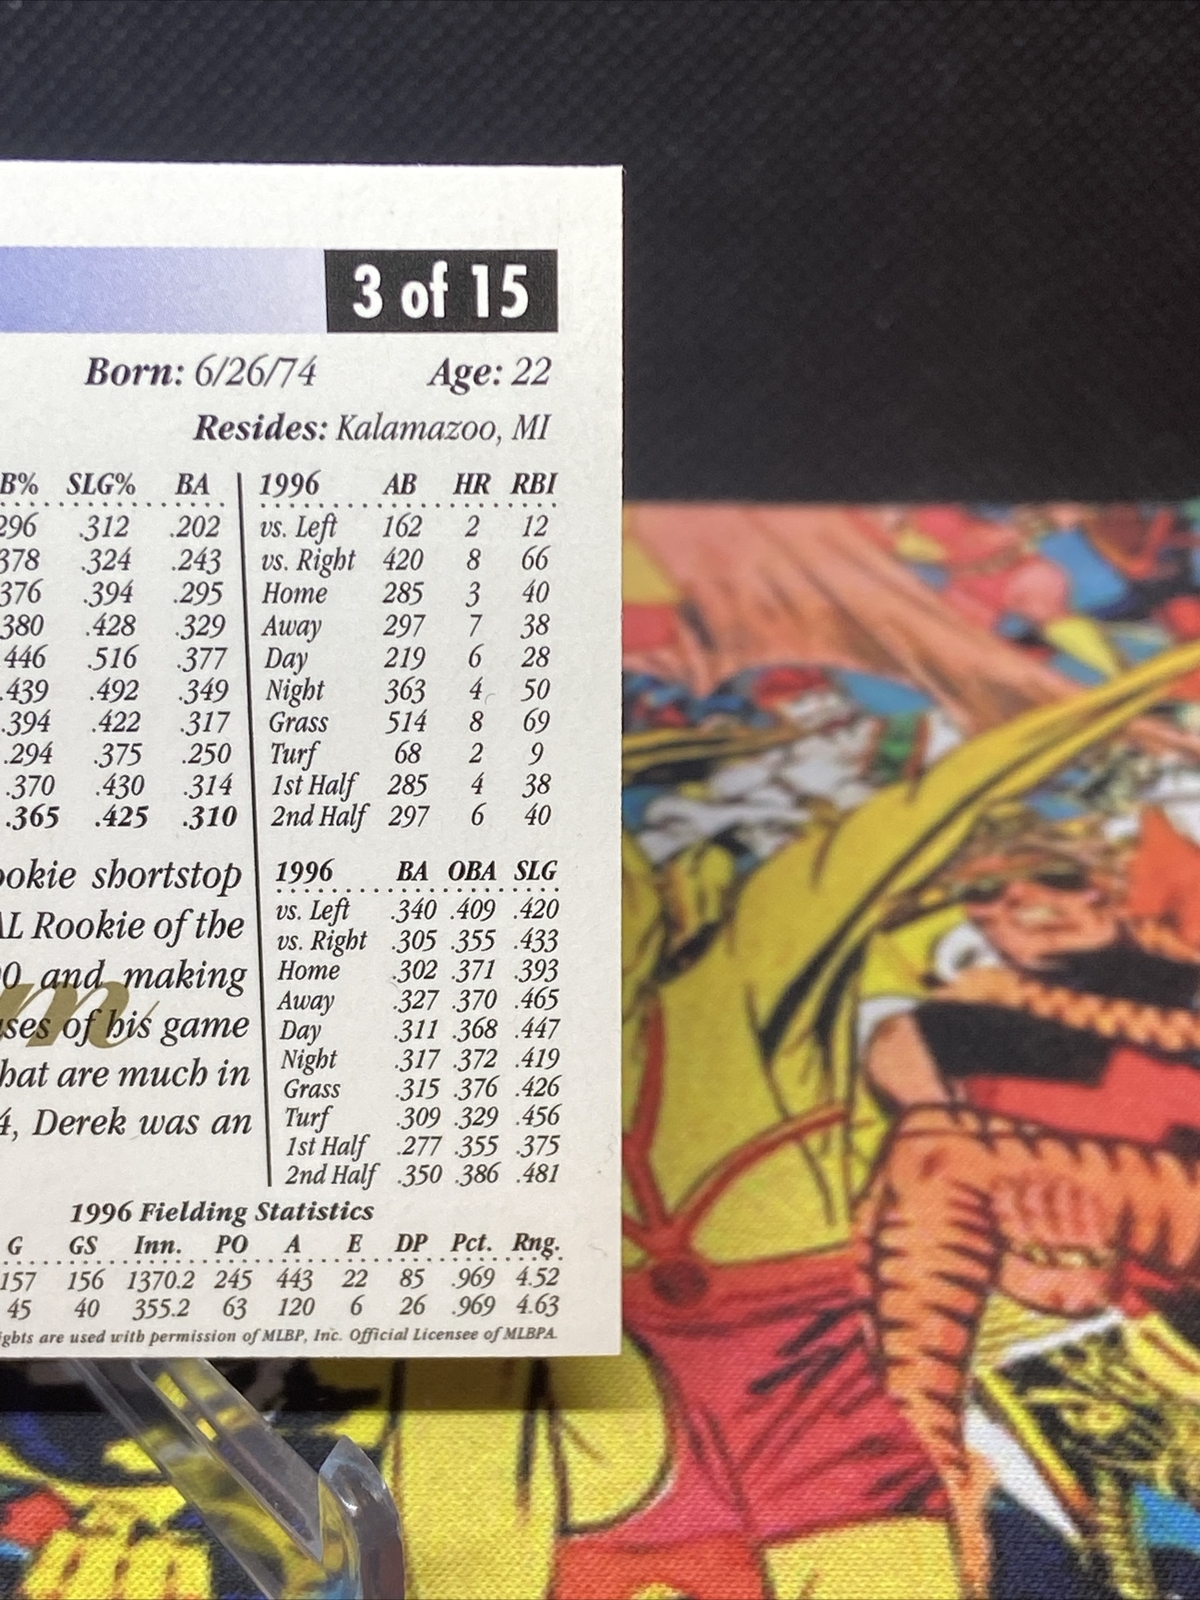 3 of 15
Born: 6/26/74 Age: 22
Resides: Kalamazoo, MI
B% SLG% BA
296 .312 .202
378 .324 .243
376 .394 .295
380 .428 .329
446 .516 .377
.439 .492 .349
.394 .422 .317
.294 .375 .250
.370 .430 .314
.365 .425 .310
1996 AB HR RBI
vs. Left 162 2 12
vs. Right 420 8 66
Home 285 3 40
Away 297 7 38
Day 219 6 28
Night 363 4 50
Grass 514 8 69
Turf 68 2 9
1st Half 285 4 38
2nd Half 297 6 40
ookie shortstop
AL Rookie of the
00 and making
ases of his game
hat are much in
4, Derek was an
m
1996 BA OBA SLG
vs. Left .340 .409 .420
vs. Right .305 .355 .433
Home .302 .371 .393
Away .327 .370 .465
Day .311 .368 .447
Night .317 .372 .419
Grass .315 .376 .426
Turf .309 .329 .456
1st Half .277 .355 .375
2nd Half .350 .386 .481
1996 Fielding Statistics
G GS Inn. PO A E DP Pct. Rng.
157 156 1370.2 245 443 22 85 .969 4.52
45 40 355.2 63 120 6 26 .969 4.63
ights are used with permission of MLBP, Inc. Official Licensee of MLBPA.